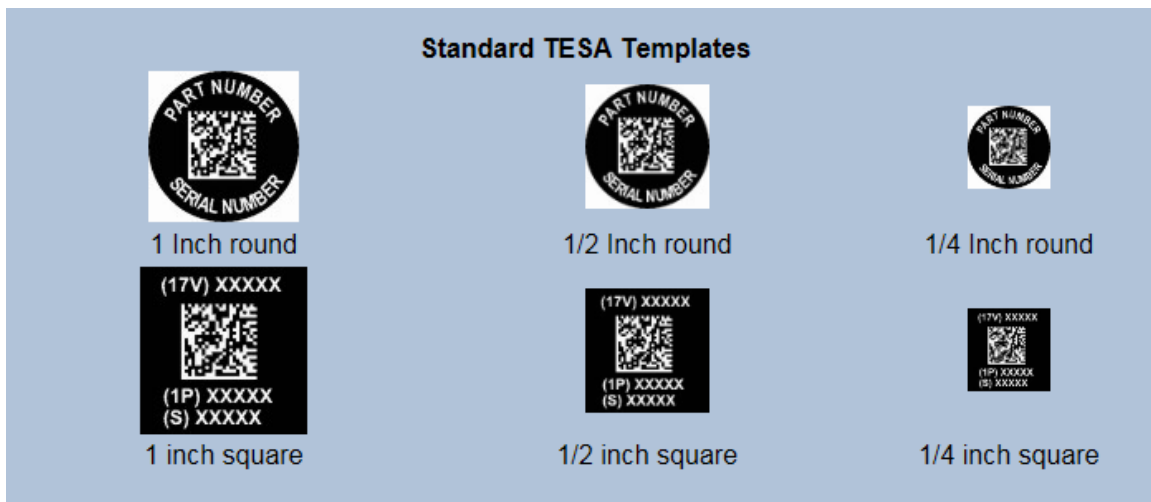 Standard TESA Templates
PART NUMBER
SERIAL NUMBER
PART NUMBER
SERIAL NUMBER
PART NUMBER
SERIAL NUMBER
1 Inch round
1/2 Inch round
1/4 Inch round
(17V) XXXXX
(1P) XXXXX
(S) XXXXX
(17V) XXXXX
(1P) XXXXX
(S) XXXXX
(17V) XXXXX
(1P) XXXXX
(S) XXXXX
1 inch square
1/2 inch square
1/4 inch square